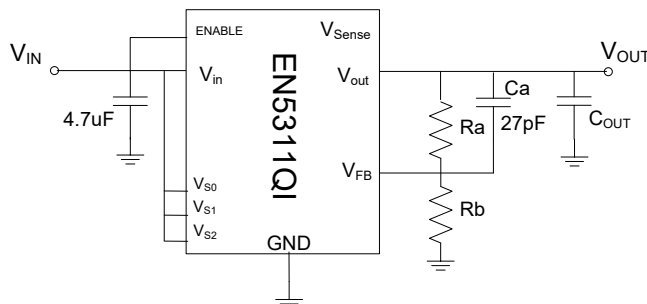 ENABLE
V_Sense
V_IN
V_in
EN5311QI
V_out
V_OUT
4.7uF
Ca
27pF
Ra
C_OUT
V_FB
V_S0
V_S1
V_S2
Rb
GND